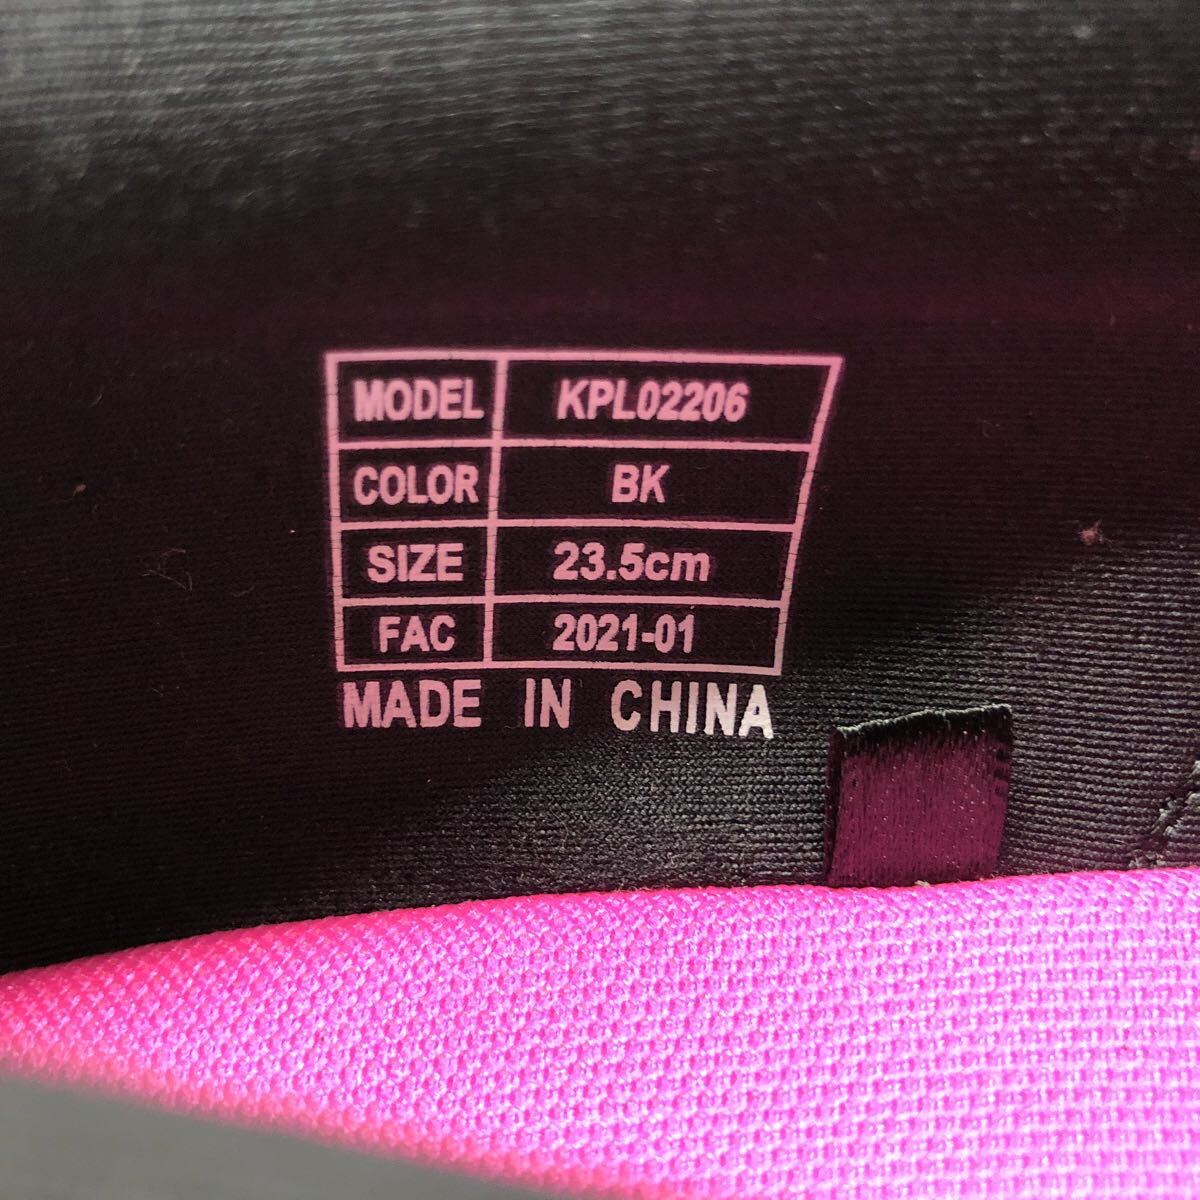 MODEL KPL02206
COLOR BK
SIZE 23.5cm
FAC 2021-01
MADE IN CHINA